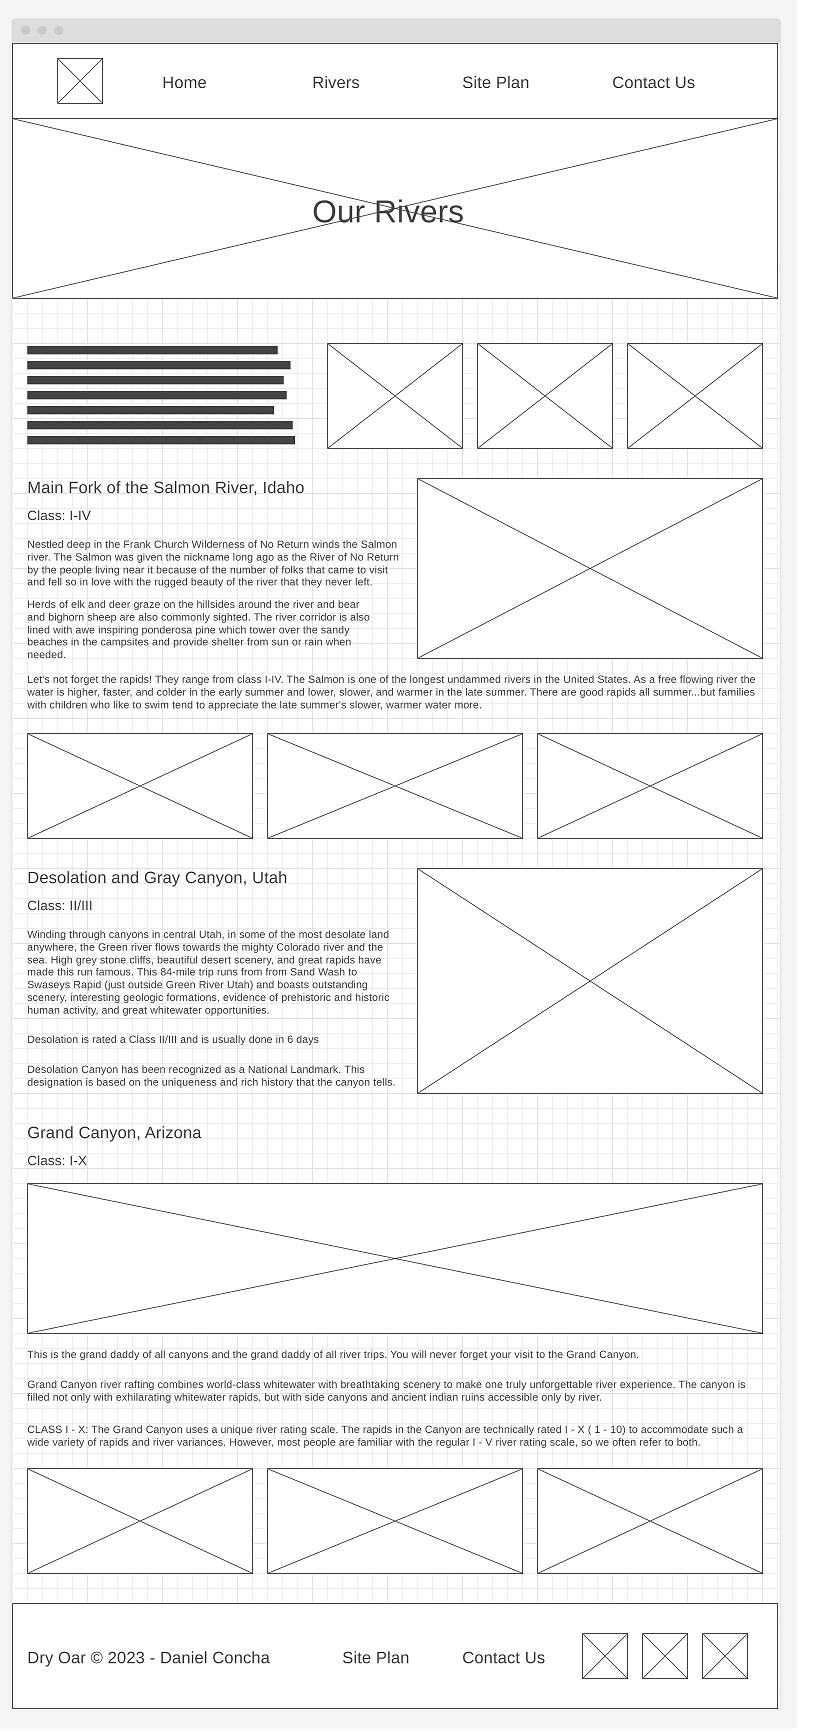 Home Rivers Site Plan Contact Us
Our Rivers
Main Fork of the Salmon River, Idaho
Class: I-IV
Nestled deep in the Frank Church Wilderness of No Return winds the Salmon
river. The Salmon was given the nickname long ago as the River of No Return
by the people living near it because of the number of folks that came to visit
and fell so in love with the rugged beauty of the river that they never left.
Herds of elk and deer graze on the hillsides around the river and bear
and bighorn sheep are also commonly sighted. The river corridor is also
lined with awe inspiring ponderosa pine which tower over the sandy
beaches in the campsites and provide shelter from sun or rain when
needed.
Let's not forget the rapids! They range from class I-IV. The Salmon is one of the longest undammed rivers in the United States. As a free flowing river the
water is higher, faster, and colder in the early summer and lower, slower, and warmer in the late summer. There are good rapids all summer...but families
with children who like to swim tend to appreciate the late summer's slower, warmer water more.
Desolation and Gray Canyon, Utah
Class: II/III
Winding through canyons in central Utah, in some of the most desolate land
anywhere, the Green river flows towards the mighty Colorado river and the
sea. High grey stone cliffs, beautiful desert scenery, and great rapids have
made this run famous. This 84-mile trip runs from from Sand Wash to
Swaseys Rapid (just outside Green River Utah) and boasts outstanding
scenery, interesting geologic formations, evidence of prehistoric and historic
human activity, and great whitewater opportunities.
Desolation is rated a Class II/III and is usually done in 6 days
Desolation Canyon has been recognized as a National Landmark. This
designation is based on the uniqueness and rich history that the canyon tells.
Grand Canyon, Arizona
Class: I-X
This is the grand daddy of all canyons and the grand daddy of all river trips. You will never forget your visit to the Grand Canyon.
Grand Canyon river rafting combines world-class whitewater with breathtaking scenery to make one truly unforgettable river experience. The canyon is
filled not only with exhilarating whitewater rapids, but with side canyons and ancient indian ruins accessible only by river.
CLASS I - X: The Grand Canyon uses a unique river rating scale. The rapids in the Canyon are technically rated I - X ( 1 - 10) to accommodate such a
wide variety of rapids and river variances. However, most people are familiar with the regular I - V river rating scale, so we often refer to both.
Dry Oar © 2023 - Daniel Concha Site Plan Contact Us